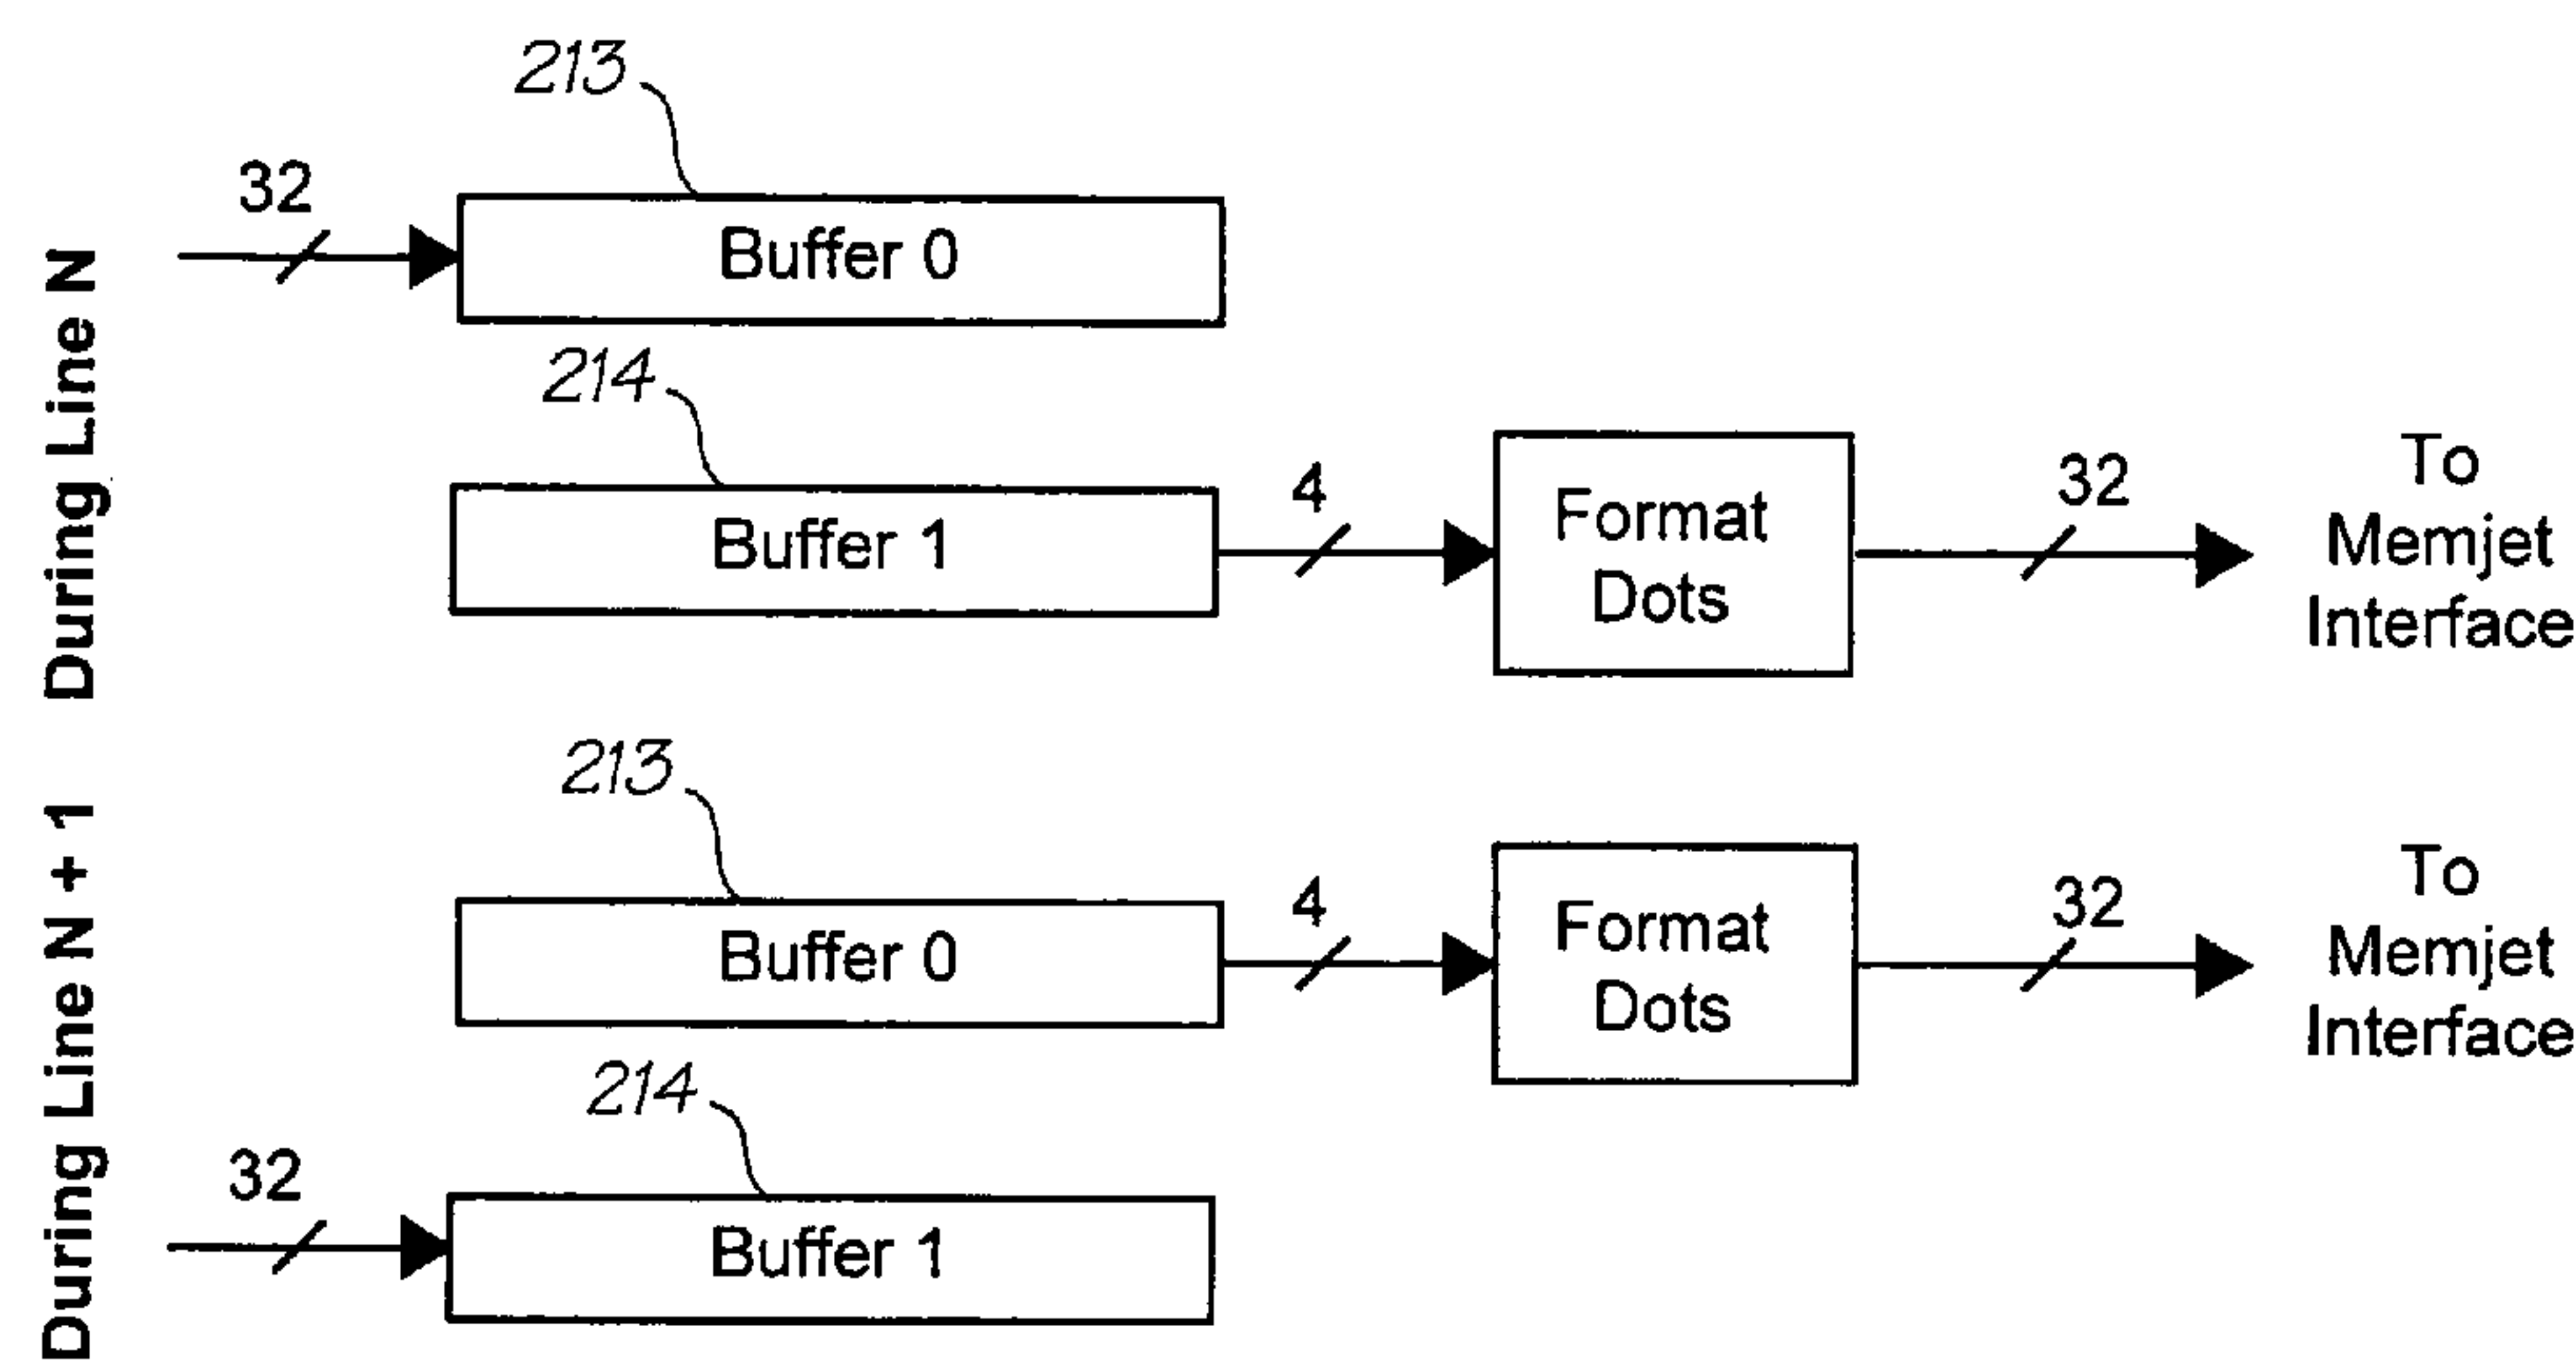 During Line N
213
32
Buffer 0
214
Buffer 1
4
Format
Dots
32
To
Memjet
Interface
During Line N + 1
213
Buffer 0
4
Format
Dots
32
To
Memjet
Interface
214
32
Buffer 1